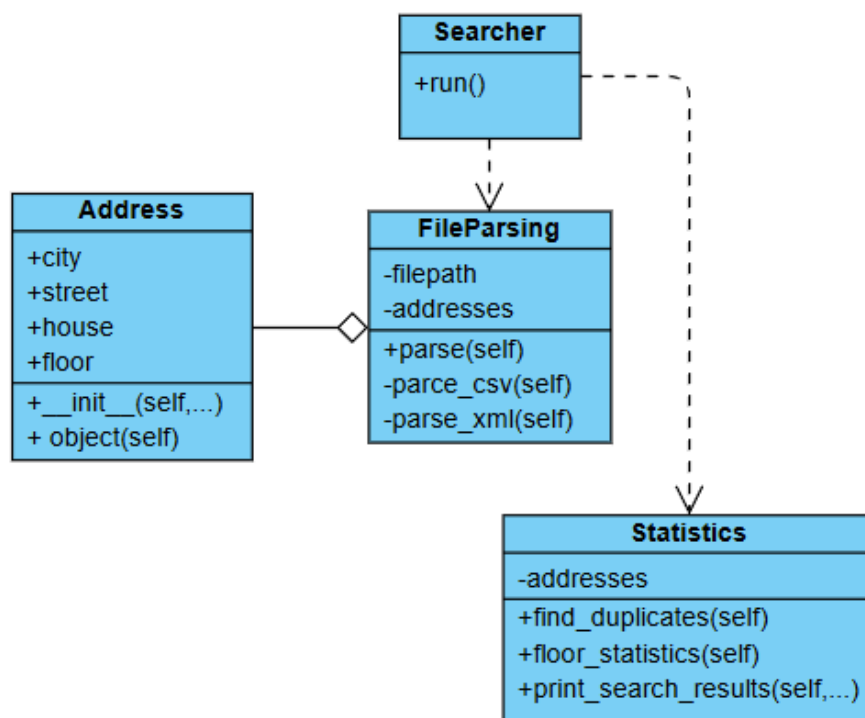 Searcher
+run()
Address
+city
+street
+house
+floor
+__init__(self,...)
+ object(self)
FileParsing
-filepath
-addresses
+parse(self)
-parce_csv(self)
-parse_xml(self)
Statistics
-addresses
+find_duplicates(self)
+floor_statistics(self)
+print_search_results(self,...)